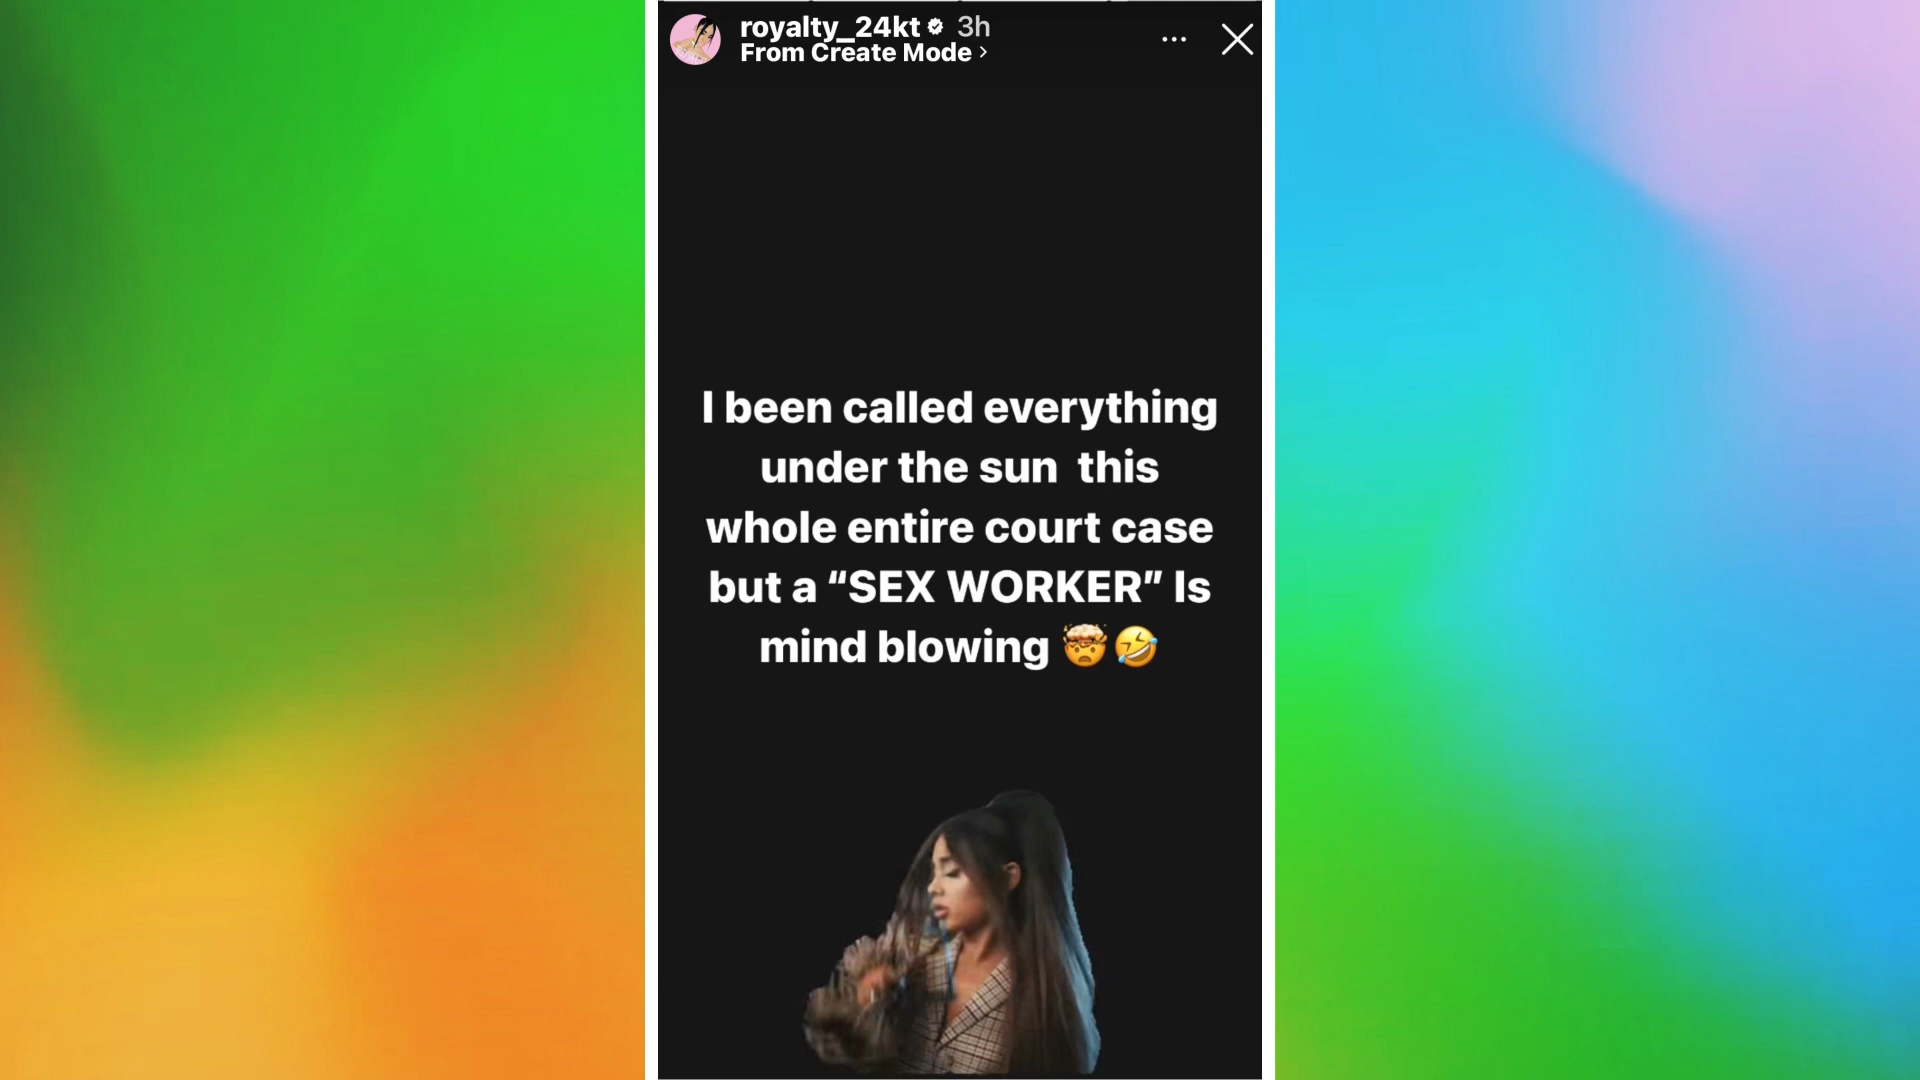 royalty_24kt 3h
From Create Mode >
I been called everything
under the sun  this
whole entire court case
but a “SEX WORKER” Is
mind blowing 🤯🤣